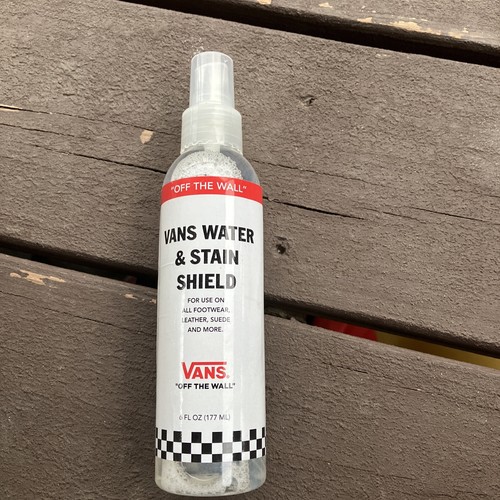 "OFF THE WALL"
VANS WATER
& STAIN
SHIELD
FOR USE ON
ALL FOOTWEAR,
LEATHER, SUEDE
AND MORE.
VANS
"OFF THE WALL"
6 FL OZ (177 ML)